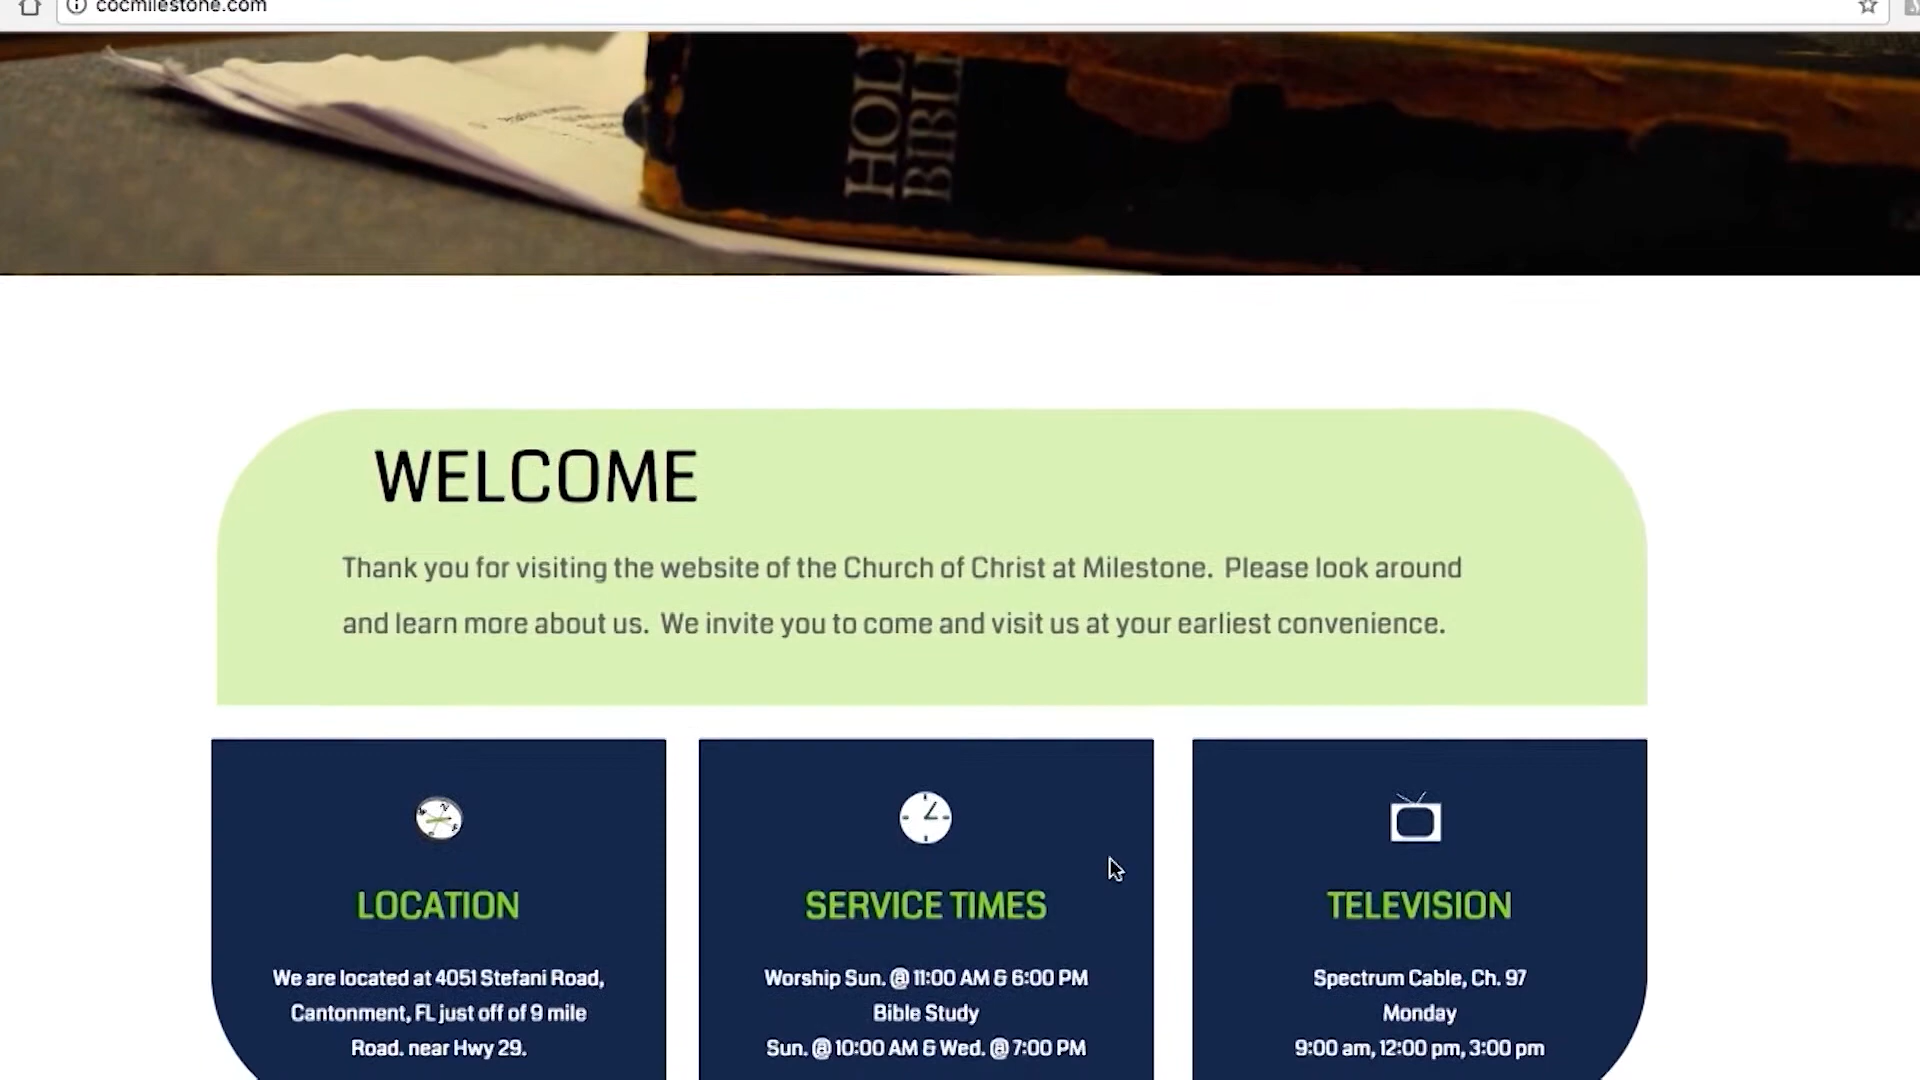 cocmilestone.com
HOLY
BIBLE
WELCOME
Thank you for visiting the website of the Church of Christ at Milestone. Please look around
and learn more about us. We invite you to come and visit us at your earliest convenience.
LOCATION
We are located at 4051 Stefani Road,
Cantonment, FL just off of 9 mile
Road. near Hwy 29.
SERVICE TIMES
Worship Sun. @ 11:00 AM & 6:00 PM
Bible Study
Sun. @ 10:00 AM & Wed. @ 7:00 PM
TELEVISION
Spectrum Cable, Ch. 97
Monday
9:00 am, 12:00 pm, 3:00 pm